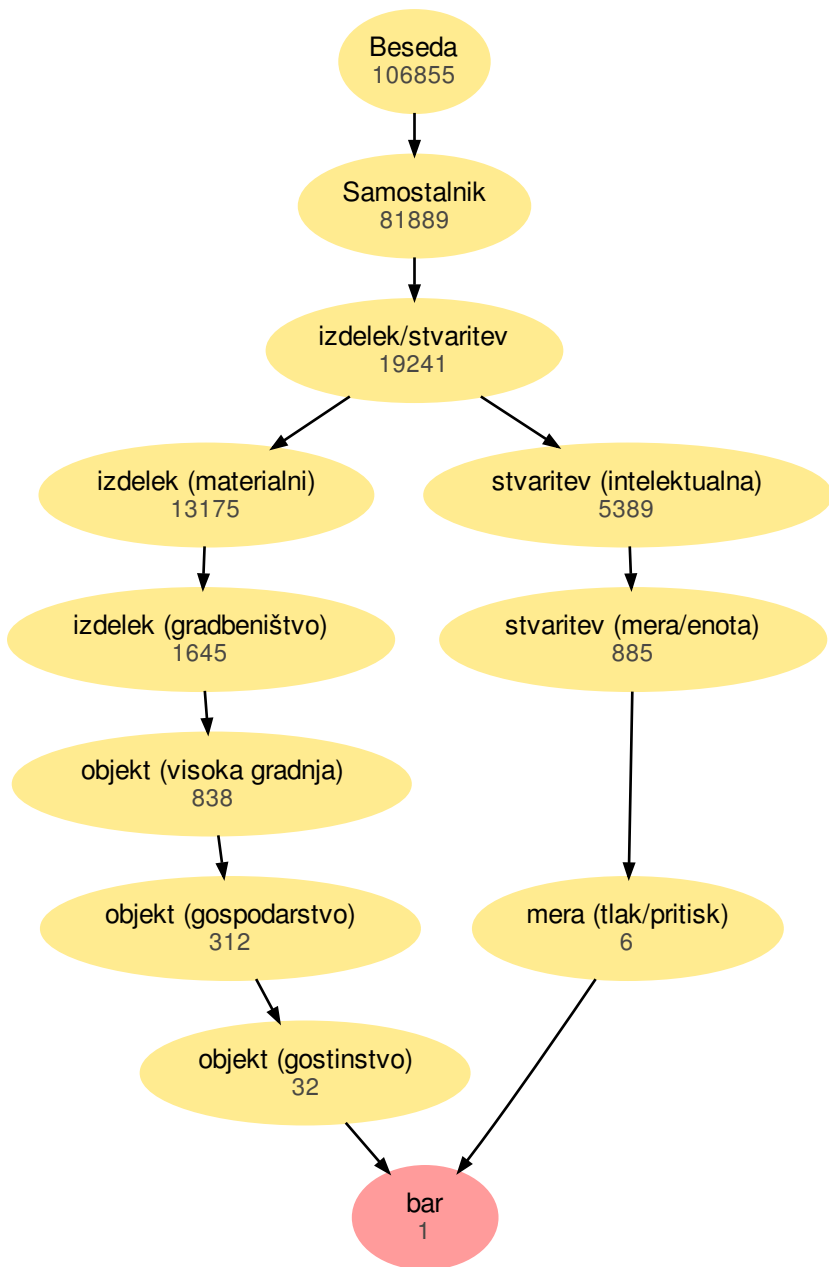 Beseda
106855
Samostalnik
81889
izdelek/stvaritev
19241
izdelek (materialni)
13175
stvaritev (intelektualna)
5389
izdelek (gradbeništvo)
1645
stvaritev (mera/enota)
885
objekt (visoka gradnja)
838
objekt (gospodarstvo)
312
mera (tlak/pritisk)
6
objekt (gostinstvo)
32
bar
1